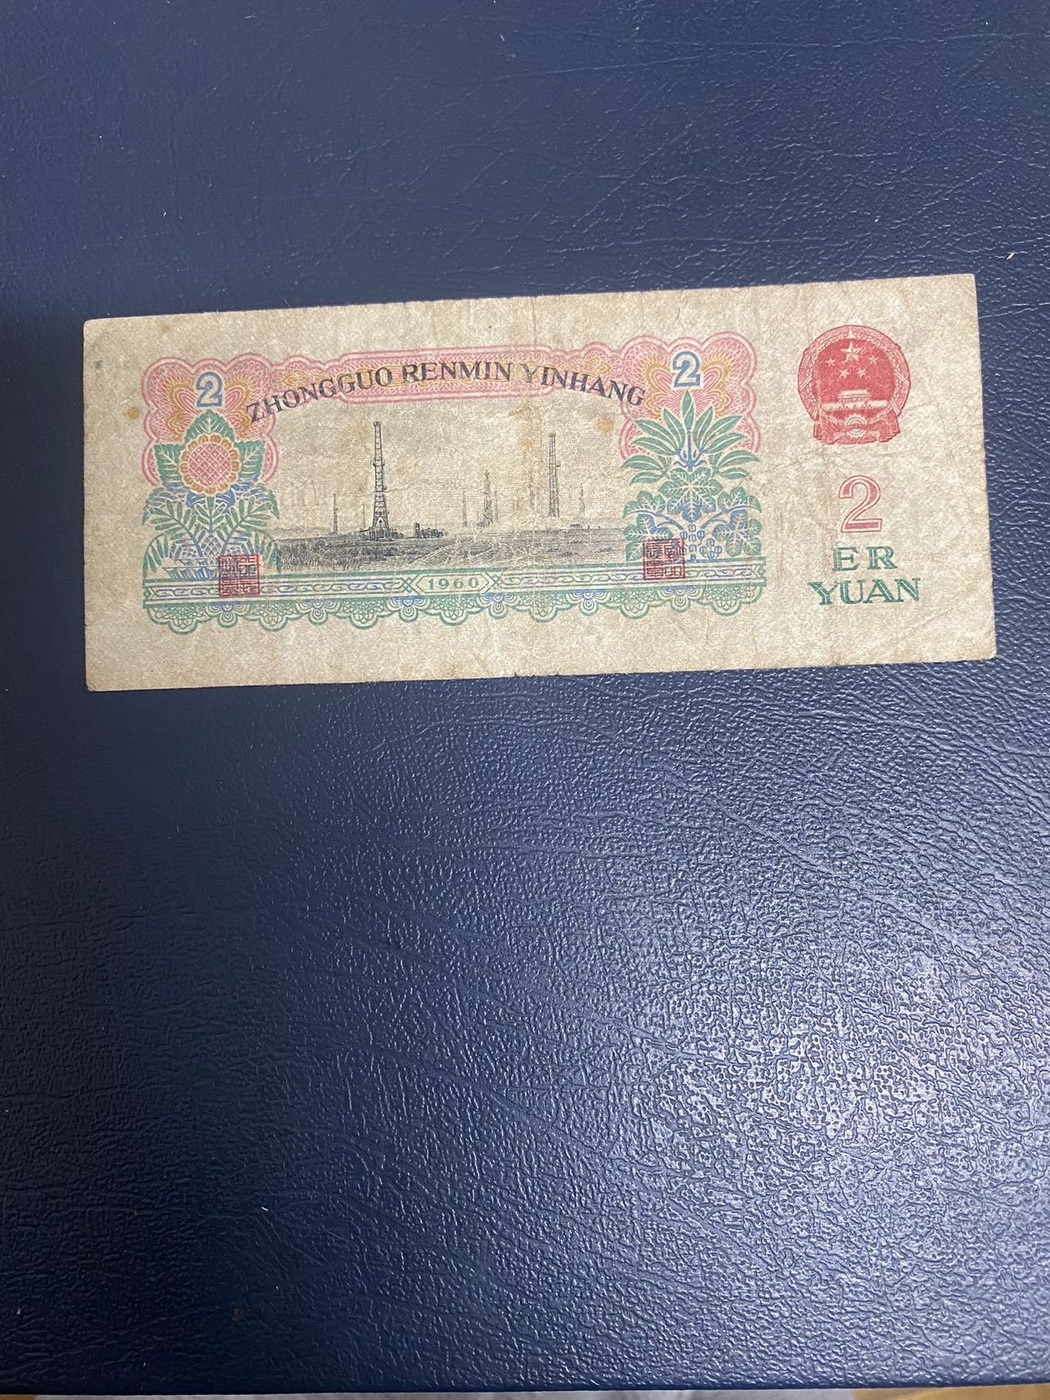 2
ZHONGGUO RENMIN YINHANG
2
1960
2
ER
YUAN